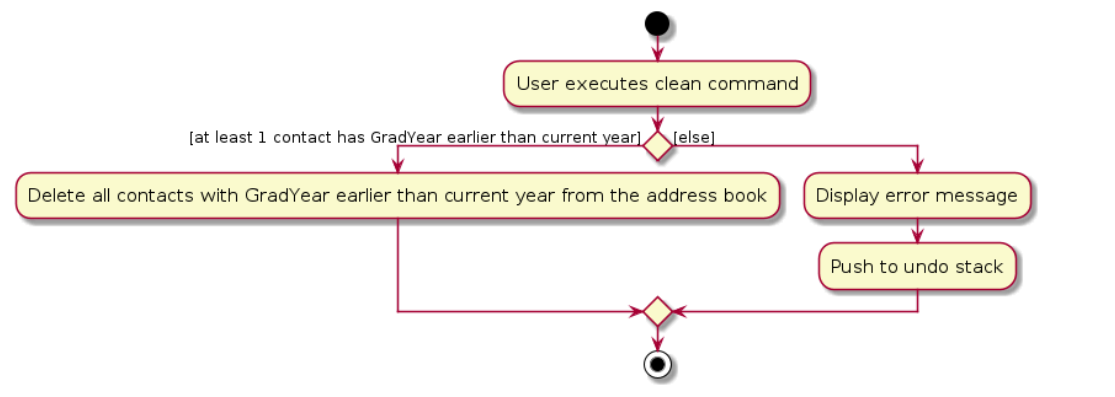 User executes clean command
[at least 1 contact has GradYear earlier than current year]
[else]
Delete all contacts with GradYear earlier than current year from the address book
Display error message
Push to undo stack